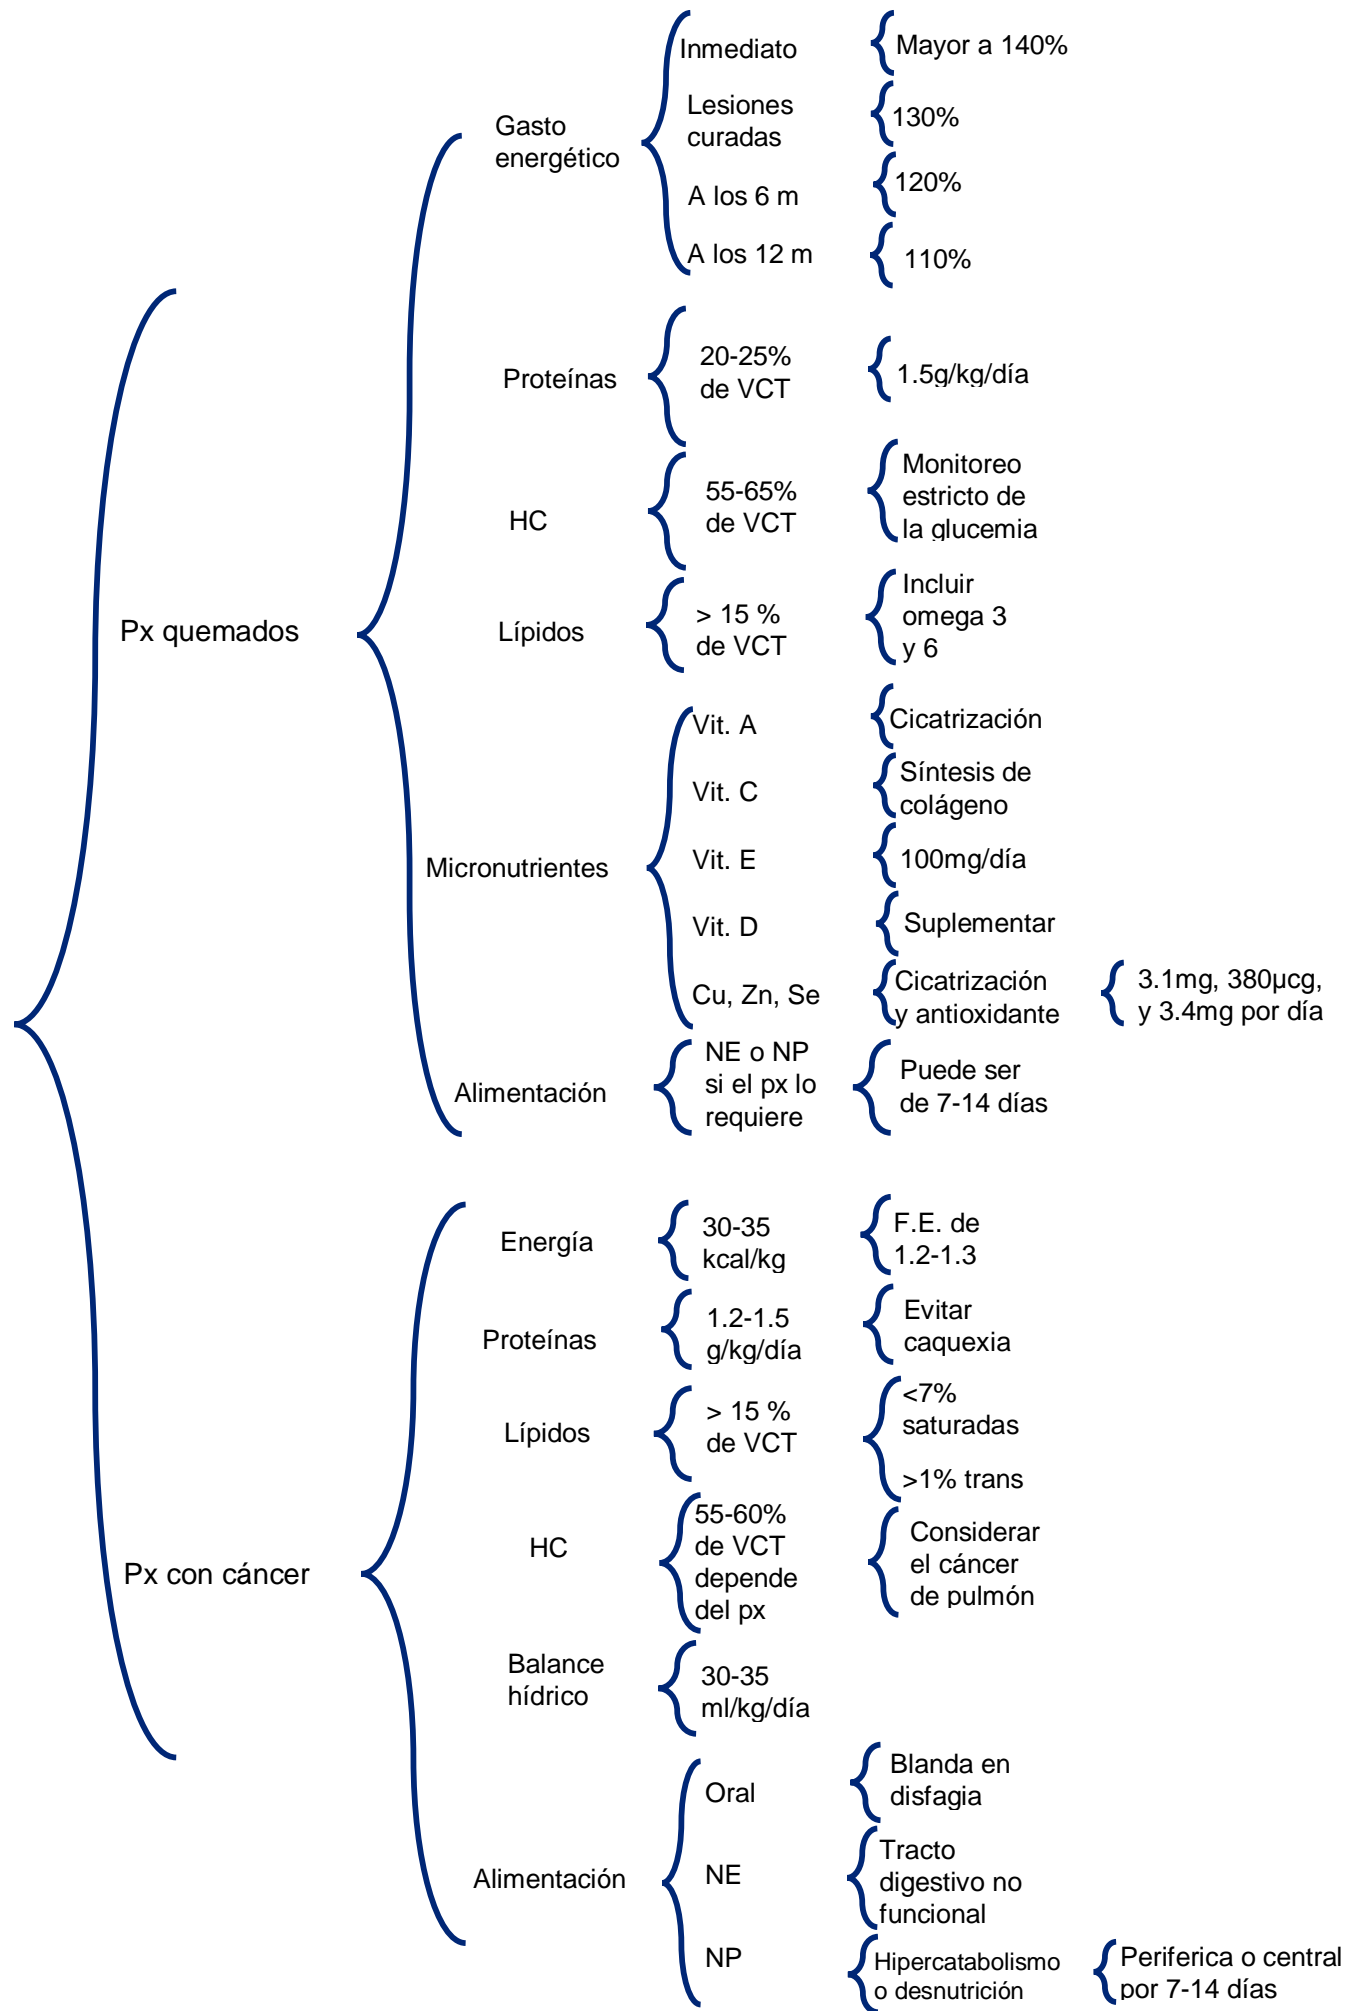 Px quemados
Gasto
energético
Inmediato
Mayor a 140%
Lesiones
curadas
130%
A los 6 m
120%
A los 12 m
110%
Proteínas
20-25%
de VCT
1.5g/kg/día
HC
55-65%
de VCT
Monitoreo
estricto de
la glucemia
Lípidos
> 15 %
de VCT
Incluir
omega 3
y 6
Micronutrientes
Vit. A
Cicatrización
Vit. C
Síntesis de
colágeno
Vit. E
100mg/día
Vit. D
Suplementar
Cu, Zn, Se
Cicatrización
y antioxidante
3.1mg, 380µcg,
y 3.4mg por día
Alimentación
NE o NP
si el px lo
requiere
Puede ser
de 7-14 días
Px con cáncer
Energía
30-35
kcal/kg
F.E. de
1.2-1.3
Proteínas
1.2-1.5
g/kg/día
Evitar
caquexia
Lípidos
> 15 %
de VCT
<7%
saturadas
>1% trans
HC
55-60%
de VCT
depende
del px
Considerar
el cáncer
de pulmón
Balance
hídrico
30-35
ml/kg/día
Alimentación
Oral
Blanda en
disfagia
NE
Tracto
digestivo no
funcional
NP
Hipercatabolismo
o desnutrición
Periferica o central
por 7-14 días